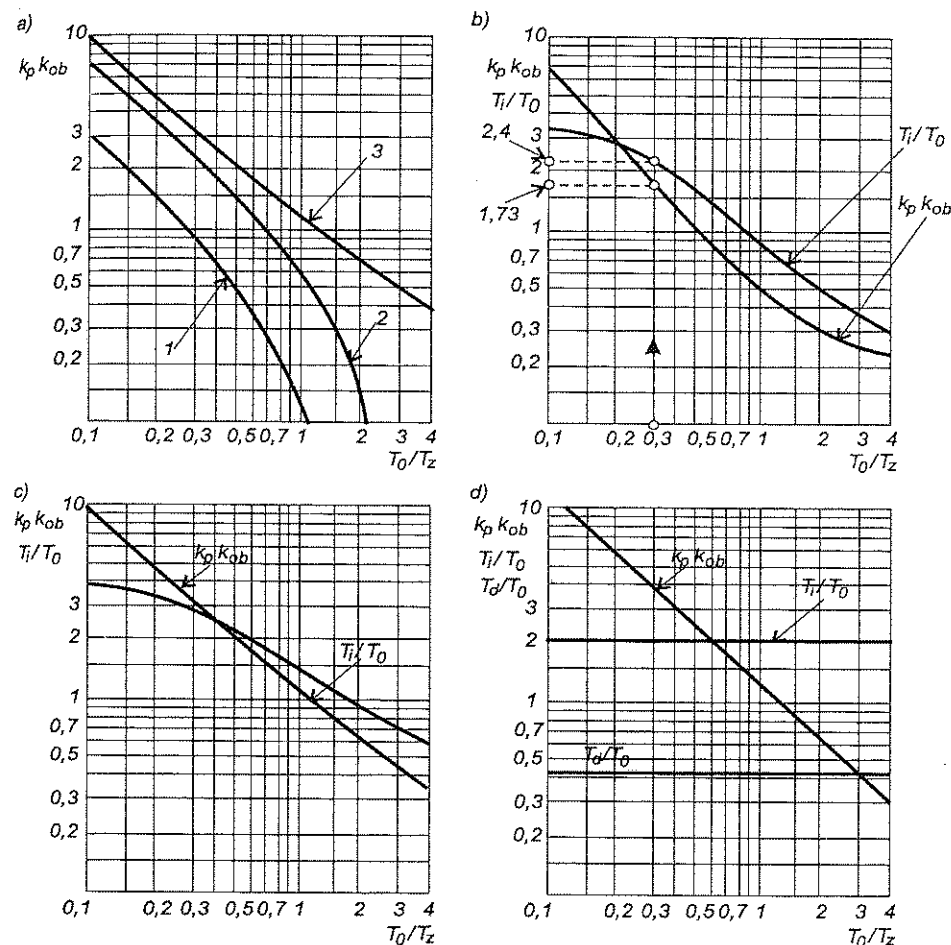 a)
10
k_p k_ob
3
1
0,7
0,5
0,3
0,2
3
1
2
0,1 0,2 0,3 0,5 0,7 1 2 3 4
T_0/T_z
b)
10
k_p k_ob
T_i/T_0
3
2,4
2
1,73
1
0,7
0,5
0,3
0,2
T_i/T_0
k_p k_ob
0,1 0,2 0,3 0,5 0,7 1 2 3 4
T_0/T_z
c)
10
k_p k_ob
T_i/T_0
3
2
1
0,7
0,5
0,3
0,2
k_p k_ob
T_i/T_0
0,1 0,2 0,3 0,5 0,7 1 2 3 4
T_0/T_z
d)
10
k_p k_ob
T_i/T_0
T_d/T_0
3
2
1
0,7
0,5
0,3
0,2
k_p k_ob
T_i/T_0
T_d/T_0
0,1 0,2 0,3 0,5 0,7 1 2 3 4
T_0/T_z